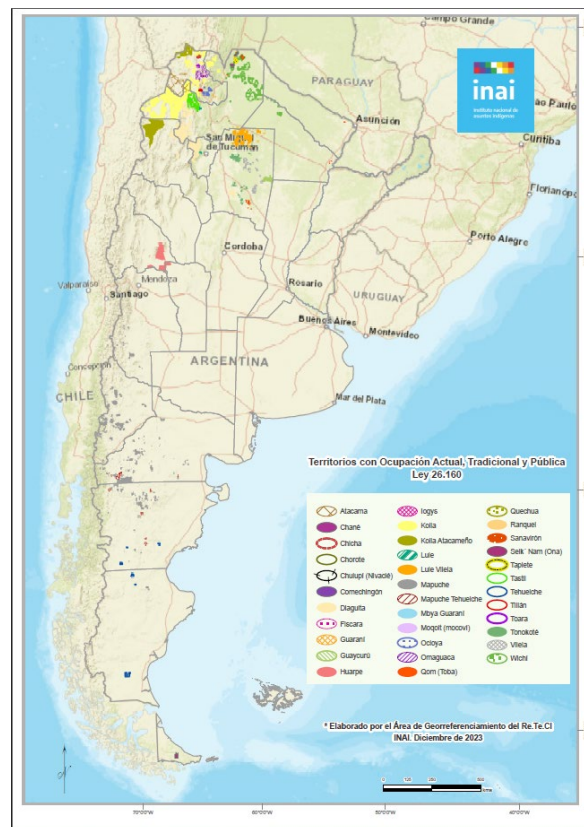 Campo Grande
PARAGUAY
inai
instituto nacional de
asuntos indígenas
Sao Paulo
Asunción
Curitiba
San Miguel
de Tucumán
Florianópo
Porto Alegre
Cordoba
Valparaíso
Mendoza
Santiago
Rosario
URUGUAY
Buenos Aires
Montevideo
ARGENTINA
Mar del Plata
Concepción
CHILE
Territorios con Ocupación Actual, Tradicional y Pública
Ley 26.160
Atacama
Chané
Chicha
Chorote
Chulupi (Nivaclé)
Comechingón
Diaguita
Fiscara
Guaraní
Guaycurú
Huarpe
Iogys
Kolla
Kolla Atacameño
Lule
Lule Vilela
Mapuche
Mapuche Tehuelche
Mbya Guaraní
Moqoit (mocoví)
Ocloya
Omaguaca
Qom (Toba)
Quechua
Ranquel
Sanavirón
Selk´ Nam (Ona)
Tapiete
Tastil
Tehuelche
Tilián
Toara
Tonokoté
Vilela
Wichí
* Elaborado por el Área de Georreferenciamiento del Re.Te.CI
INAI. Diciembre de 2023